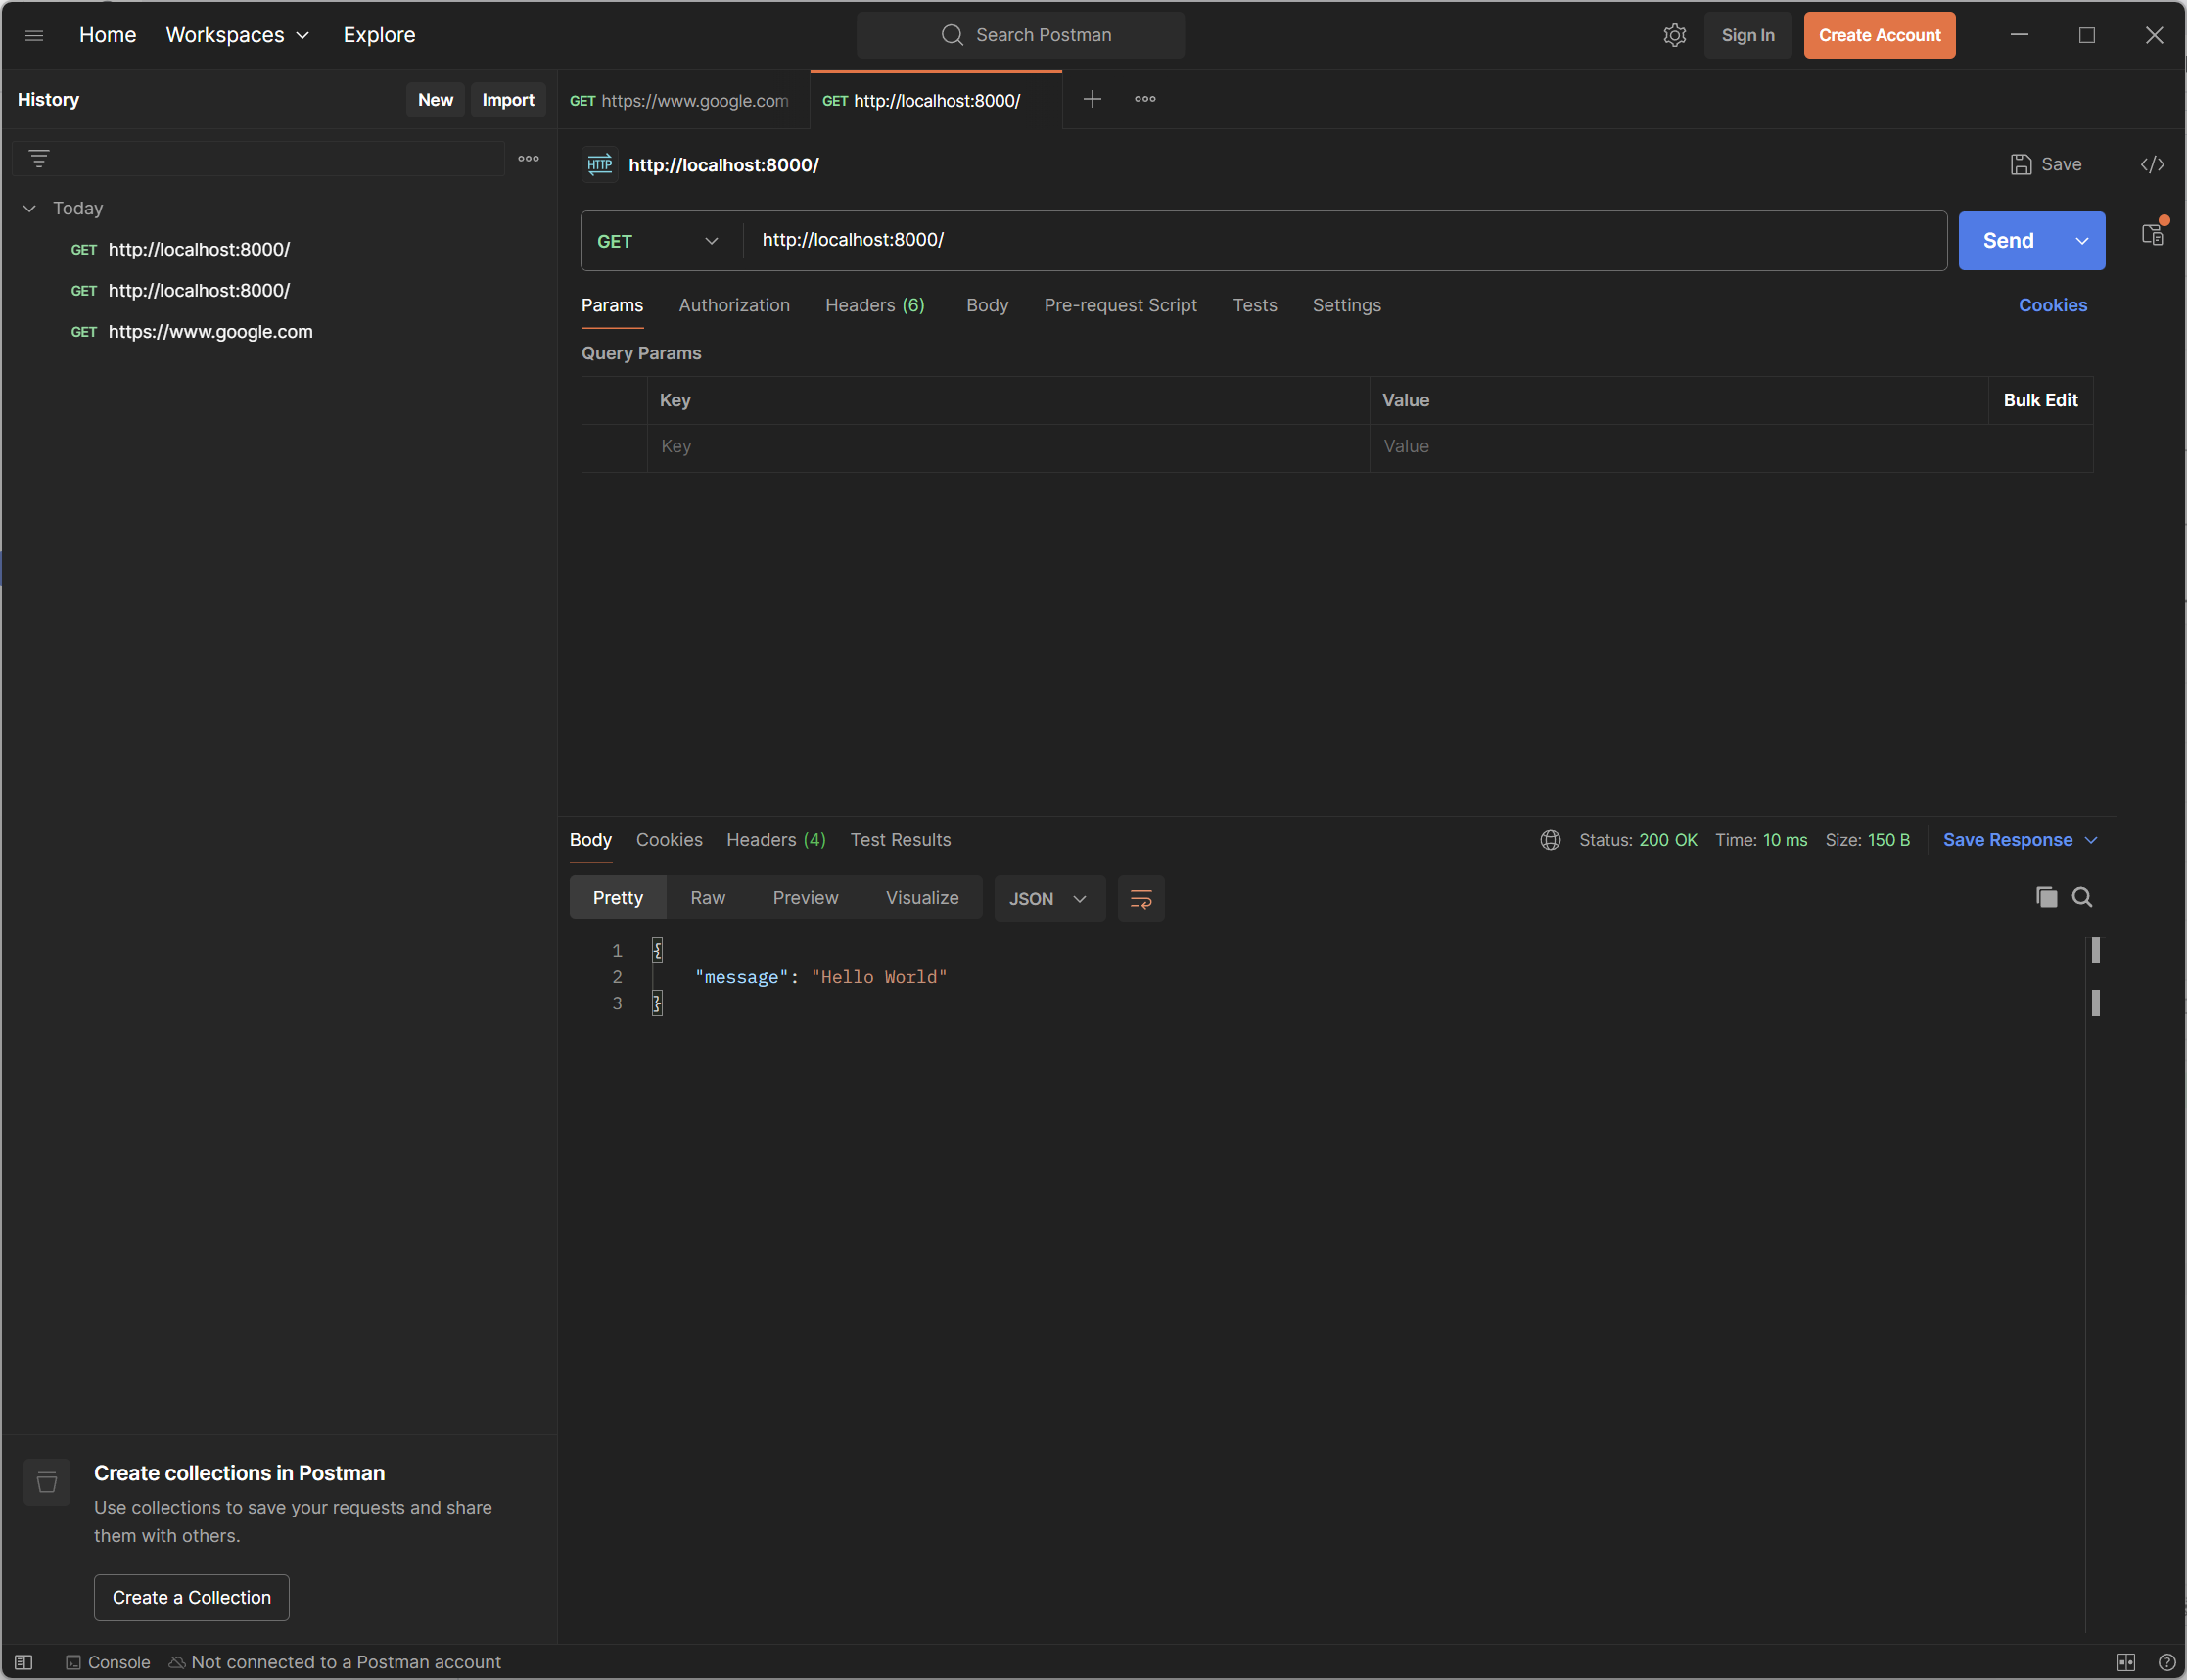 Home Workspaces Explore Search Postman Sign In Create Account
History New Import
GET https://www.google.com GET http://localhost:8000/
HTTP http://localhost:8000/ Save
Today
GET http://localhost:8000/
GET http://localhost:8000/
GET https://www.google.com
GET http://localhost:8000/ Send
Params Authorization Headers (6) Body Pre-request Script Tests Settings Cookies
Query Params
Key Value Bulk Edit
Key Value
Body Cookies Headers (4) Test Results Status: 200 OK Time: 10 ms Size: 150 B Save Response
Pretty Raw Preview Visualize JSON
1 {
2 "message": "Hello World"
3 }
Create collections in Postman
Use collections to save your requests and share
them with others.
Create a Collection
Console Not connected to a Postman account